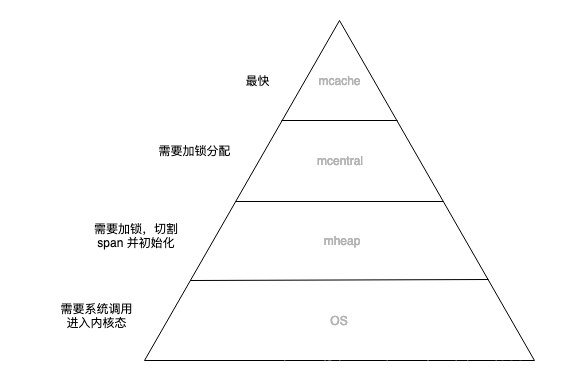 最快
mcache
需要加锁分配
mcentral
需要加锁，切割
span 并初始化
mheap
需要系统调用
进入内核态
OS